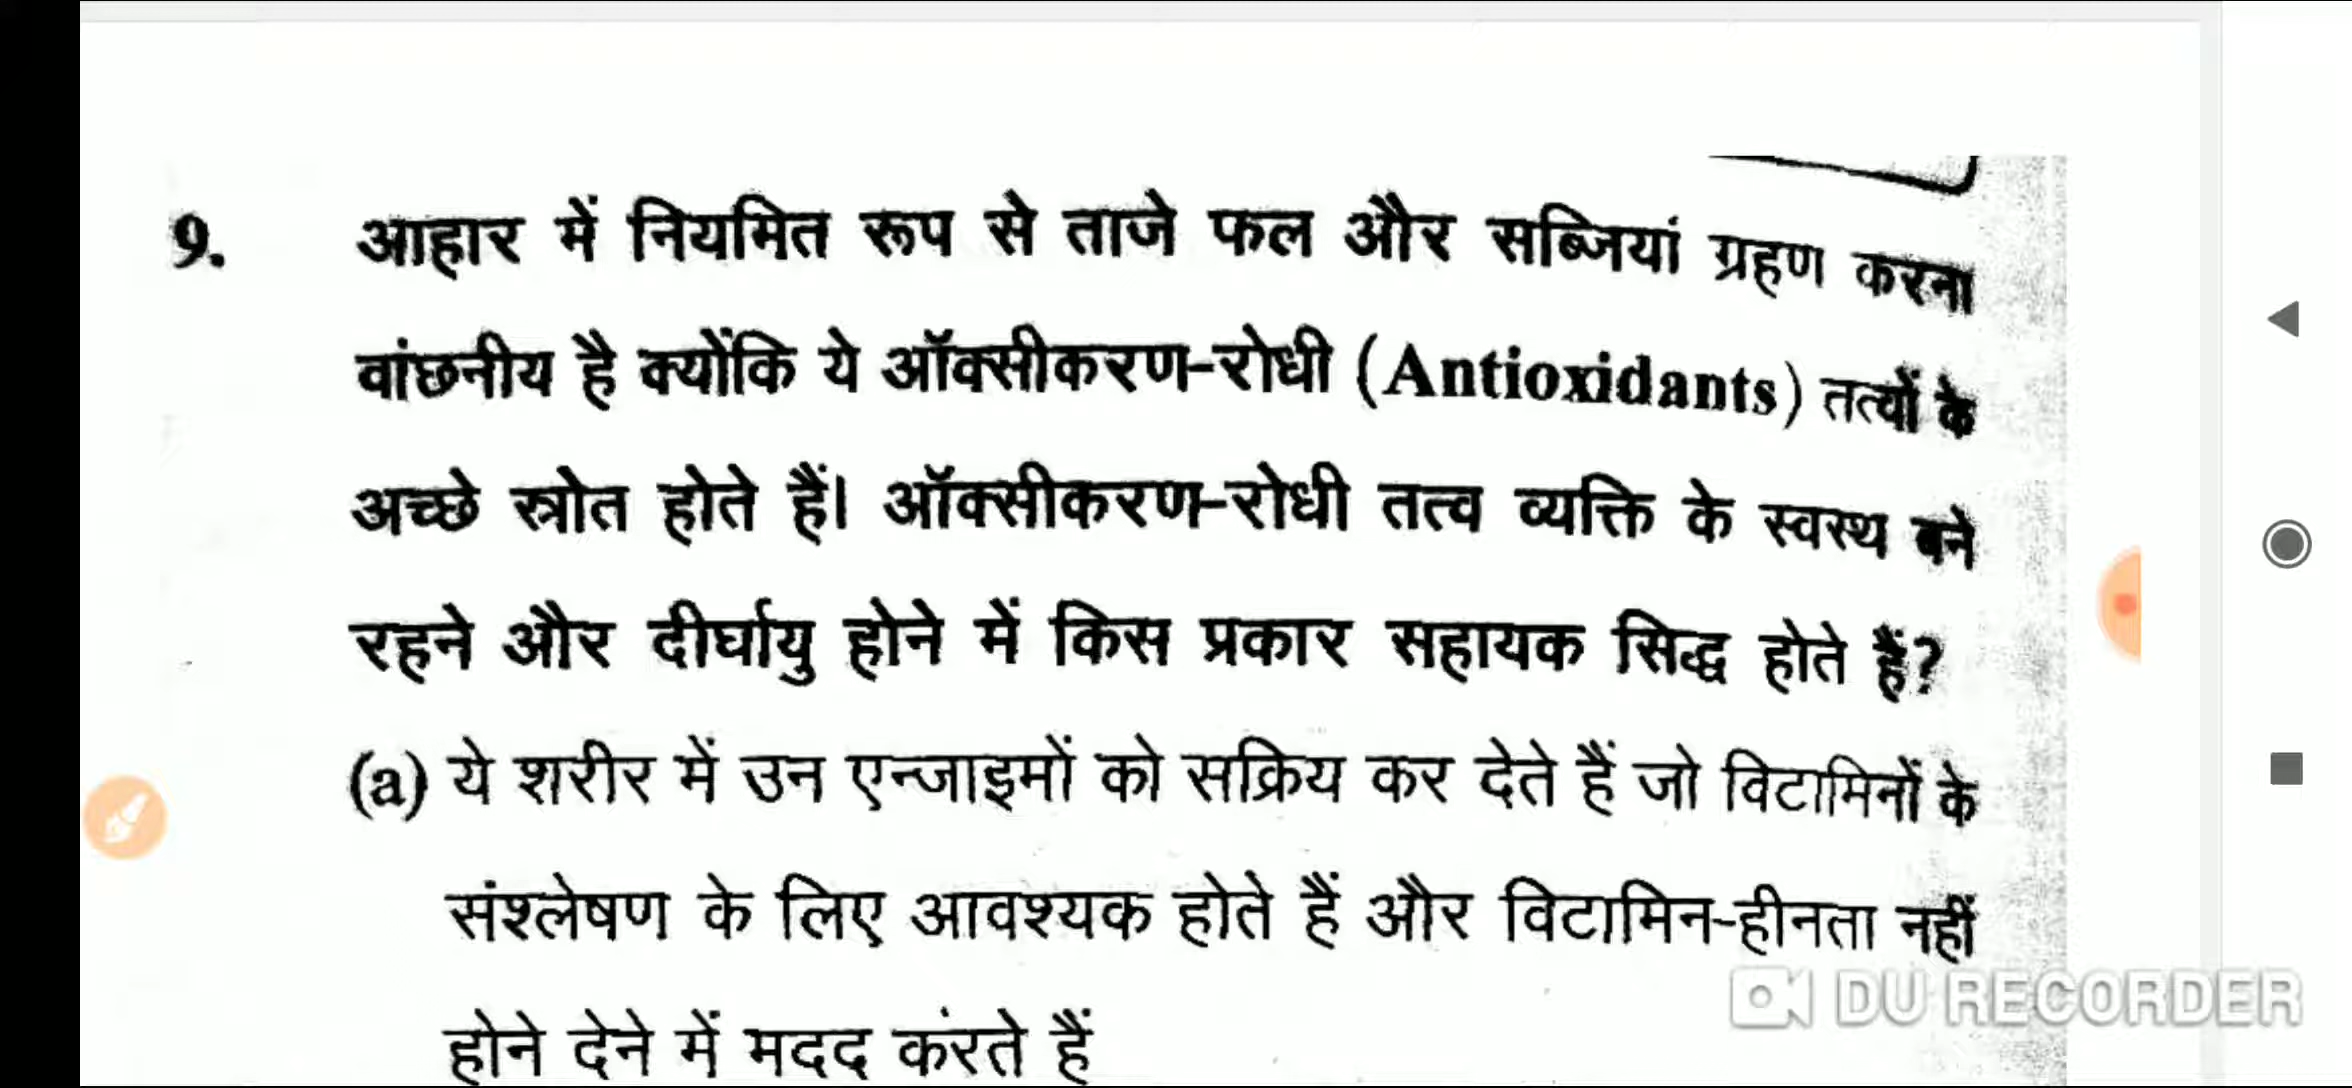 9. आहार में नियमित रूप से ताजे फल और सब्जियां ग्रहण करना
वांछनीय है क्योंकि ये ऑक्सीकरण-रोधी (Antioxidants) तत्वों के
अच्छे स्त्रोत होते हैं। ऑक्सीकरण-रोधी तत्व व्यक्ति के स्वस्थ बने
रहने और दीर्घायु होने में किस प्रकार सहायक सिद्ध होते हैं?
(a) ये शरीर में उन एन्जाइमों को सक्रिय कर देते हैं जो विटामिनों के
संश्लेषण के लिए आवश्यक होते हैं और विटामिन-हीनता नहीं
होने देने में मदद करते हैं
DU RECORDER